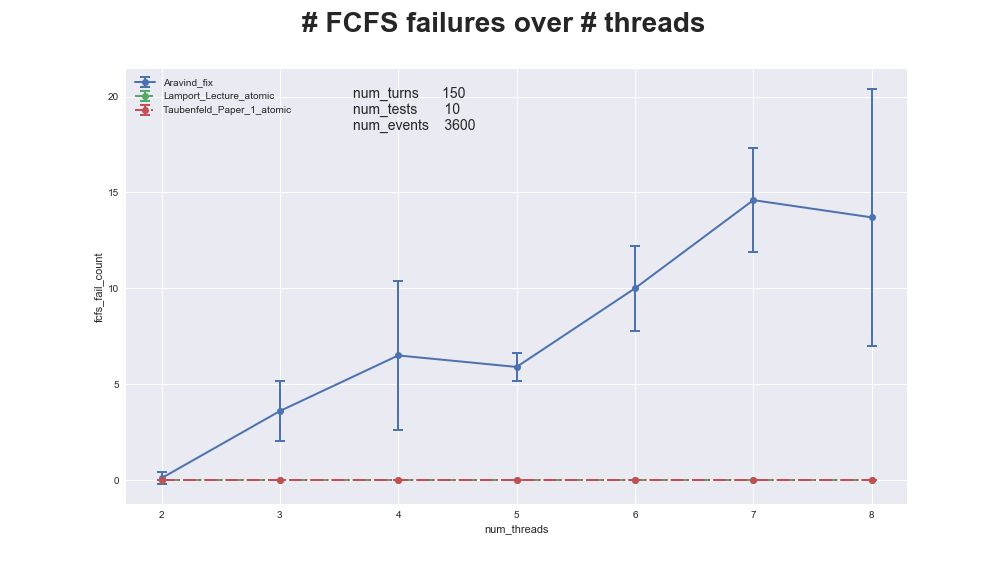 # FCFS failures over # threads
Aravind_fix
Lamport_Lecture_atomic
Taubenfeld_Paper_1_atomic
num_turns 150
num_tests 10
num_events 3600
fcfs_fail_count
20
15
10
5
0
2 3 4 5 6 7 8
num_threads